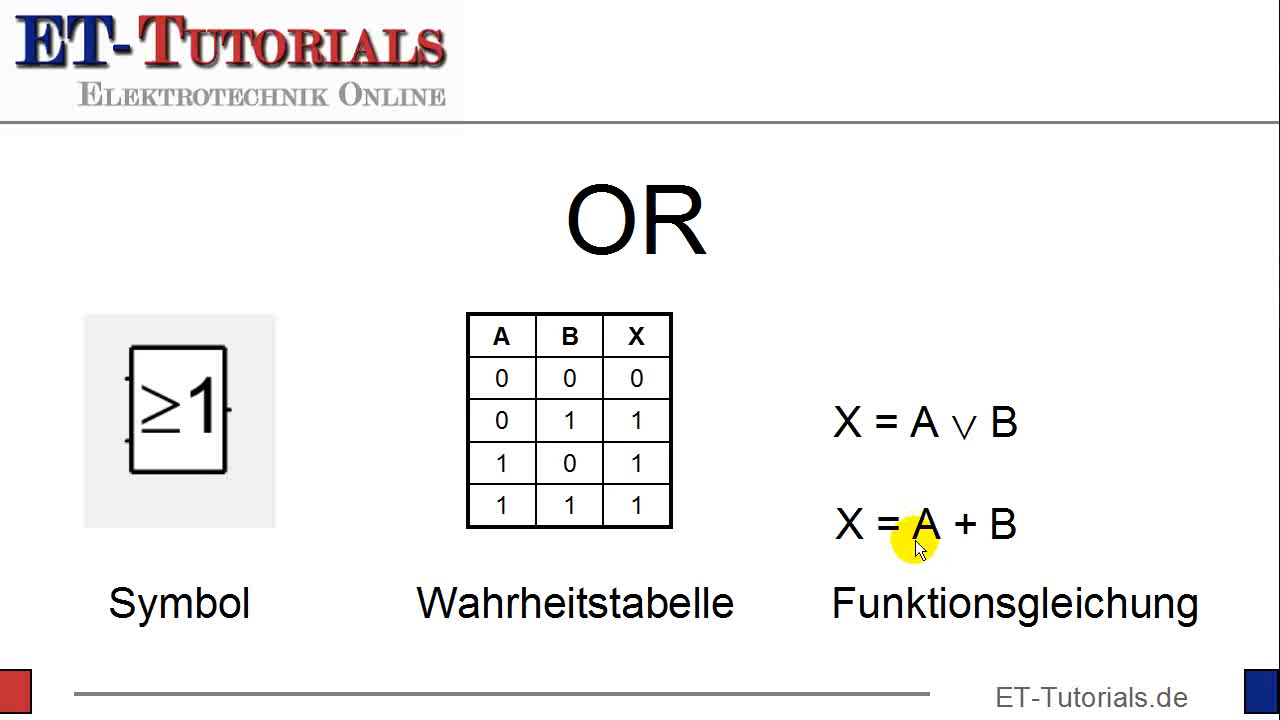 ET-TUTORIALS
ELEKTROTECHNIK ONLINE
OR
≥1
A B X
0 0 0
0 1 1
1 0 1
1 1 1
X = A ∨ B
X = A + B
Symbol
Wahrheitstabelle
Funktionsgleichung
ET-Tutorials.de